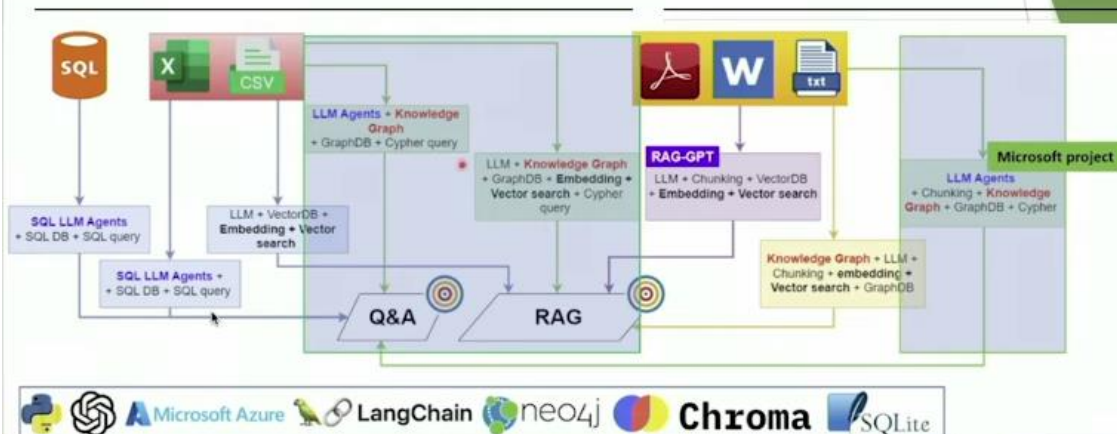 SQL
X
CSV
W
txt
LLM Agents + Knowledge
Graph
+ GraphDB + Cypher query
LLM + Knowledge Graph
+ GraphDB + Embedding +
Vector search + Cypher
query
RAG-GPT
LLM + Chunking + VectorDB
+ Embedding + Vector search
Microsoft project
LLM Agents
+ Chunking + Knowledge
Graph + GraphDB + Cypher
SQL LLM Agents
+ SQL DB + SQL query
LLM + VectorDB +
Embedding + Vector
search
SQL LLM Agents +
+ SQL DB + SQL query
Knowledge Graph + LLM +
Chunking + embedding +
Vector search + GraphDB
Q&A
RAG
Microsoft Azure
LangChain
neo4j
Chroma
SQLite